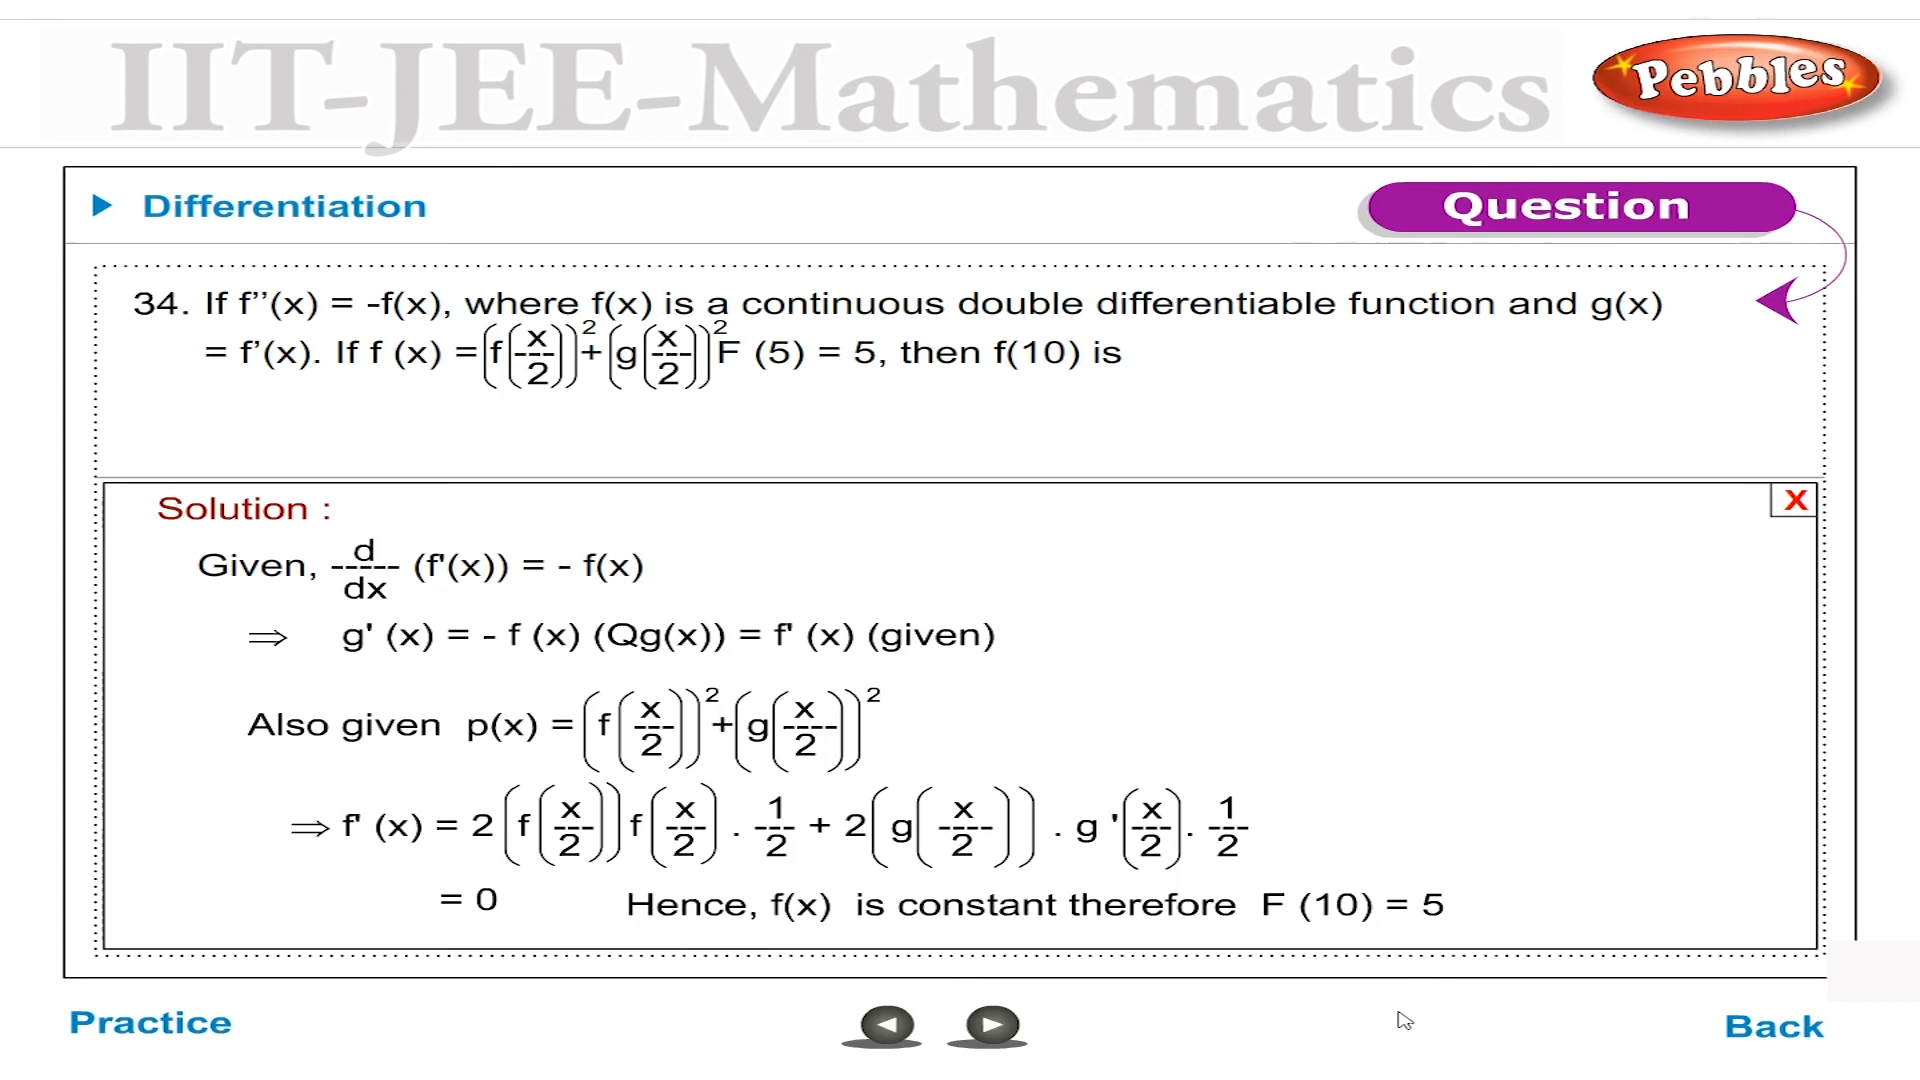 IIT-JEE-Mathematics
Pebbles
Differentiation
Question
34. If f’’(x) = -f(x), where f(x) is a continuous double differentiable function and g(x)
= f’(x). If f (x) = (f(x/2))² + (g(x/2))² F (5) = 5, then f(10) is
Solution :
X
Given, d/dx (f'(x)) = - f(x)
⇒ g' (x) = - f (x) (Qg(x)) = f' (x) (given)
Also given p(x) = (f(x/2))² + (g(x/2))²
⇒ f' (x) = 2 (f(x/2)) f(x/2) . 1/2 + 2 (g(x/2)) . g '(x/2) . 1/2
= 0 Hence, f(x) is constant therefore F (10) = 5
Practice
Back